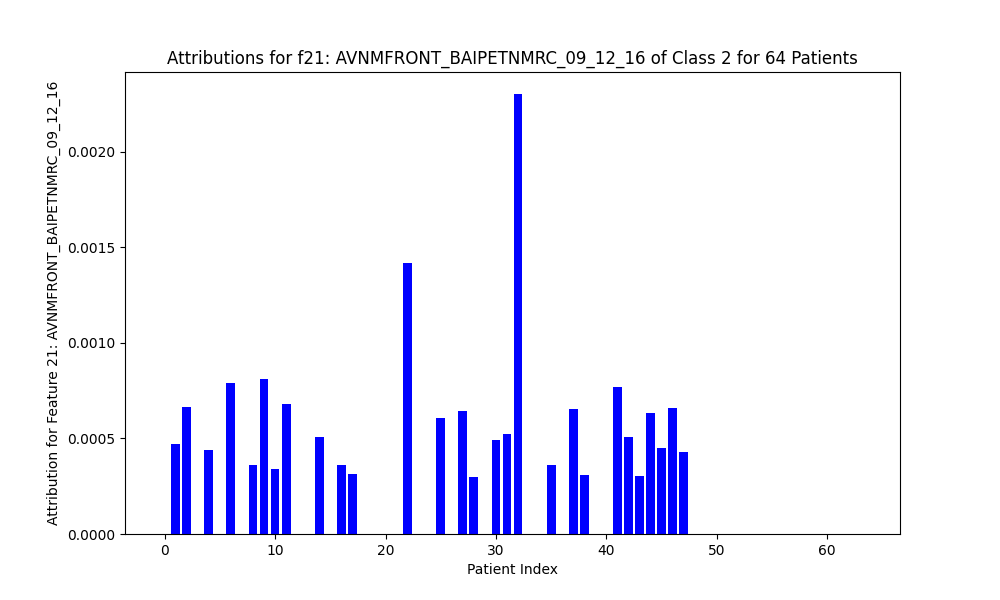 Attributions for f21: AVNMFRONT_BAIPETNMRC_09_12_16 of Class 2 for 64 Patients
Attribution for Feature 21: AVNMFRONT_BAIPETNMRC_09_12_16
0.0020
0.0015
0.0010
0.0005
0.0000
0 10 20 30 40 50 60
Patient Index